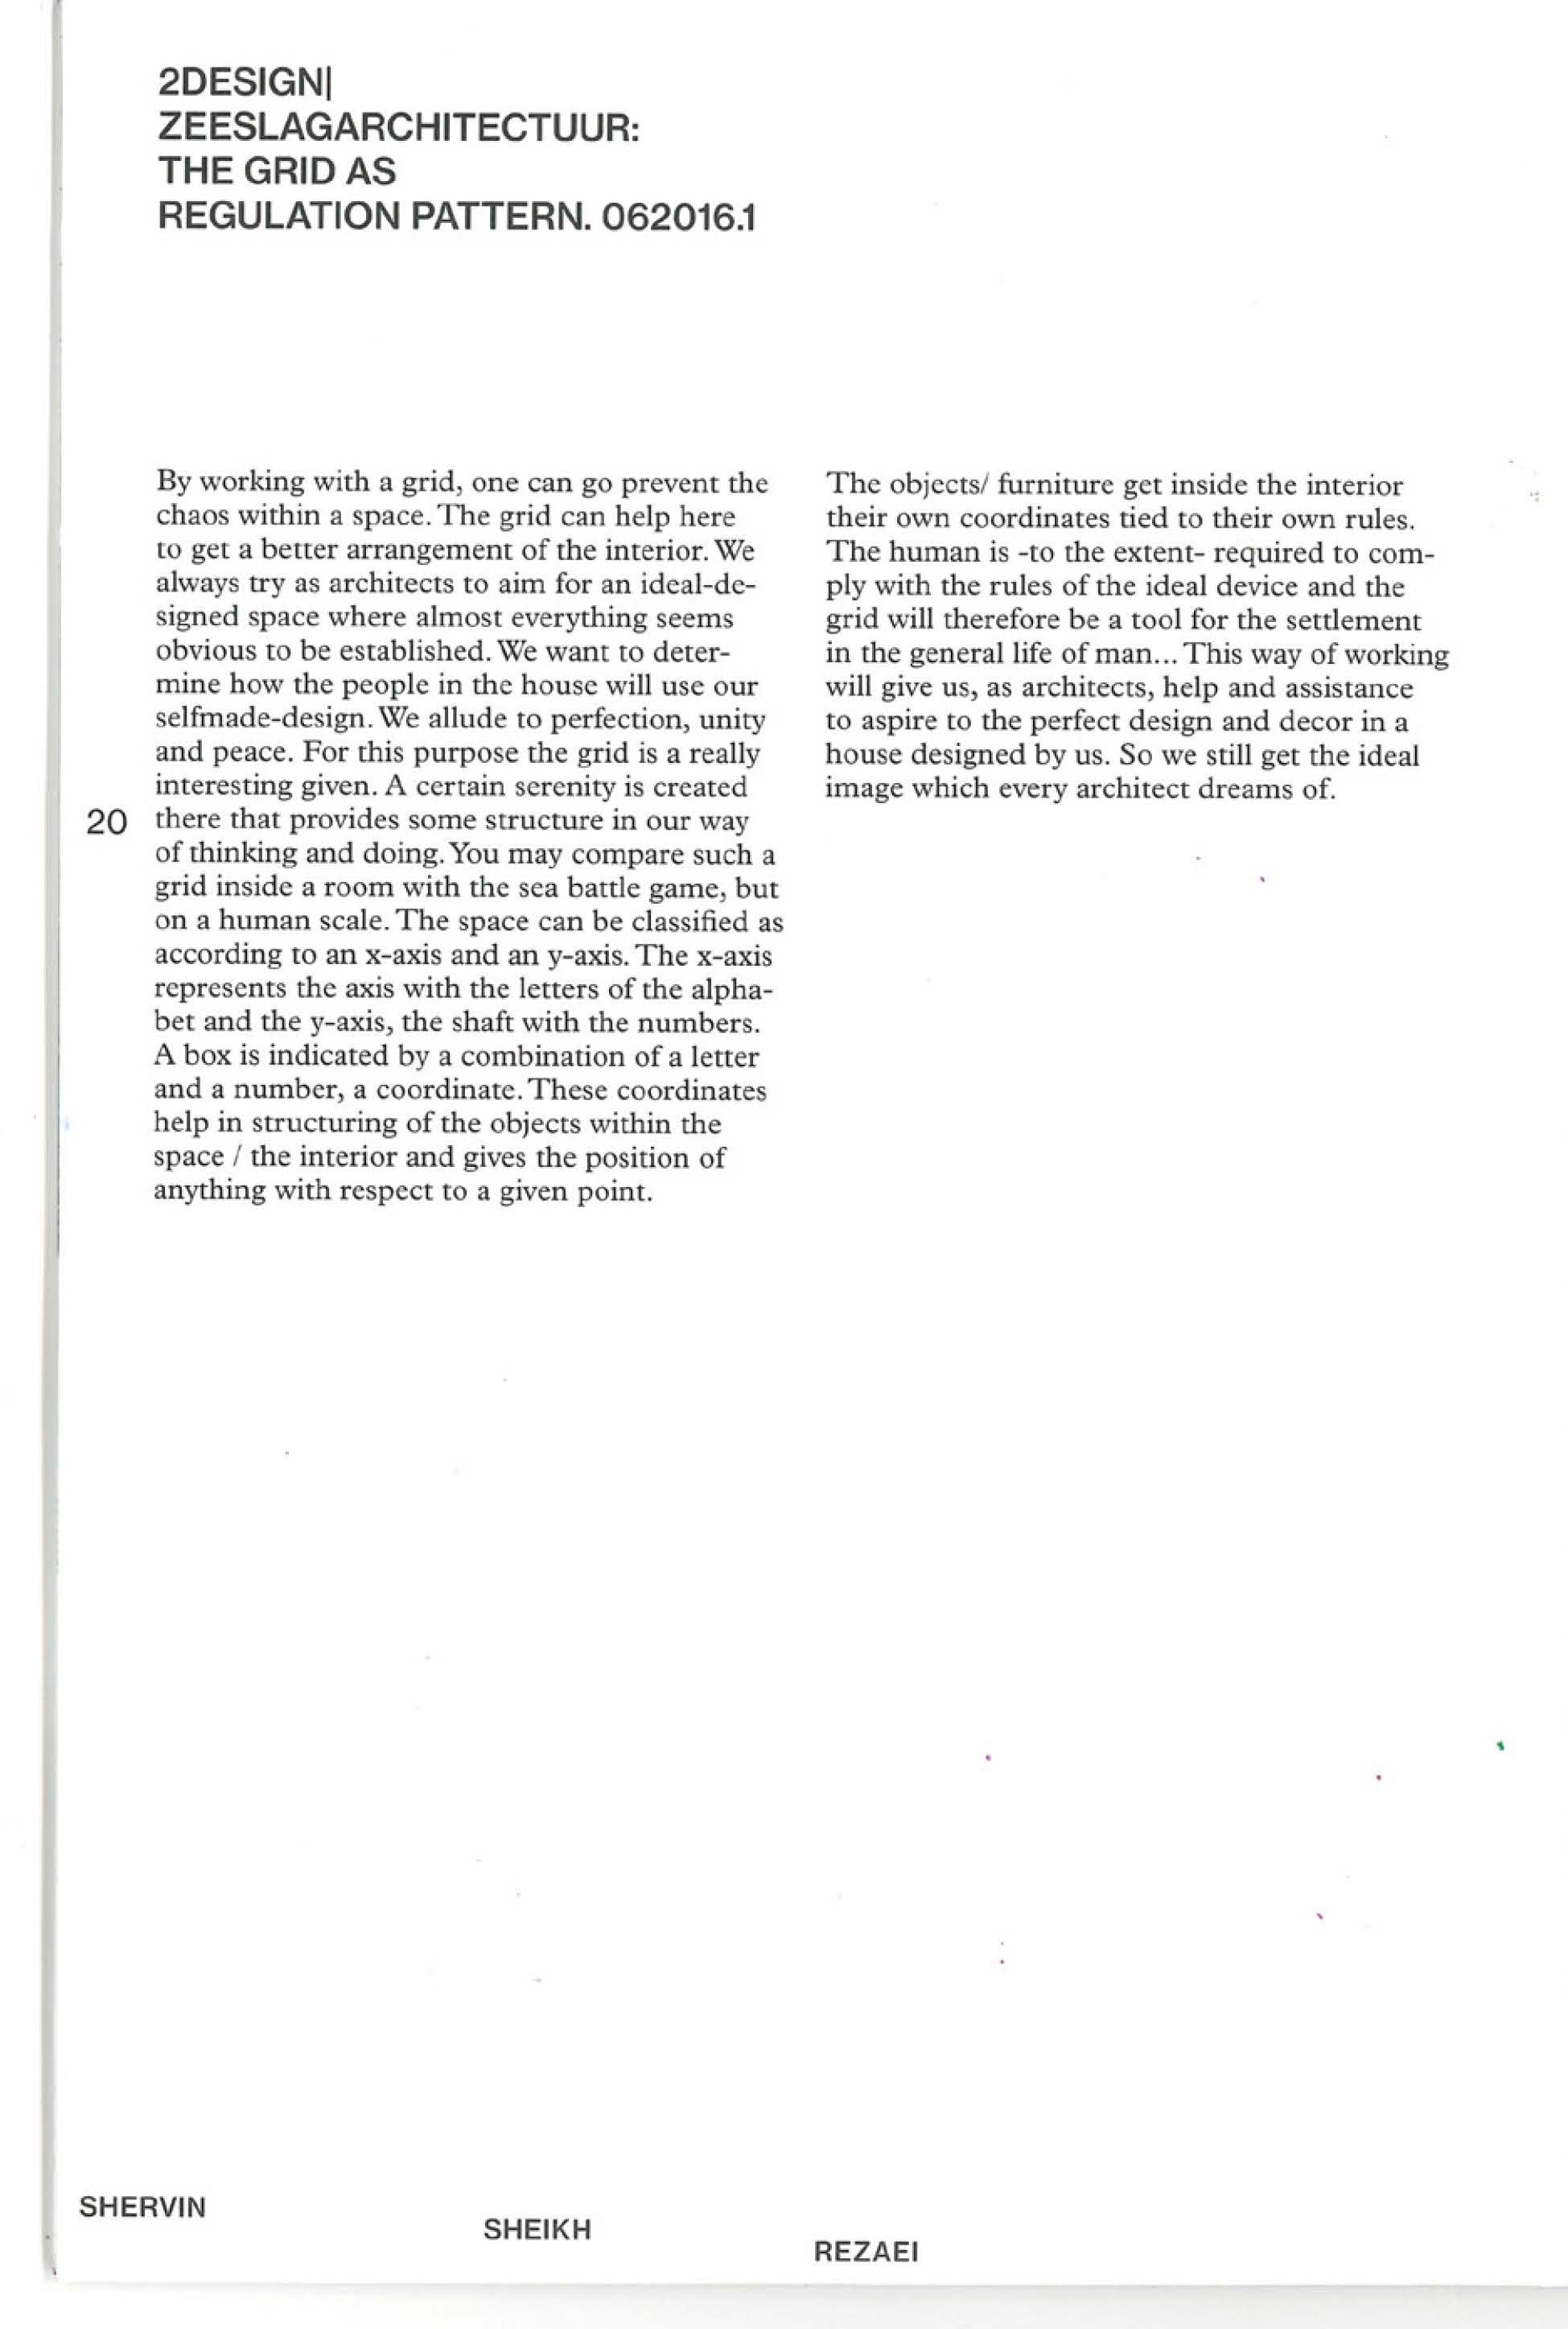 2DESIGN|
ZEESLAGARCHITECTUUR:
THE GRID AS
REGULATION PATTERN. 062016.1
By working with a grid, one can go prevent the
chaos within a space. The grid can help here
to get a better arrangement of the interior. We
always try as architects to aim for an ideal-de-
signed space where almost everything seems
obvious to be established. We want to deter-
mine how the people in the house will use our
selfmade-design. We allude to perfection, unity
and peace. For this purpose the grid is a really
interesting given. A certain serenity is created
20
there that provides some structure in our way
of thinking and doing. You may compare such a
grid inside a room with the sea battle game, but
on a human scale. The space can be classified as
according to an x-axis and an y-axis. The x-axis
represents the axis with the letters of the alpha-
bet and the y-axis, the shaft with the numbers.
A box is indicated by a combination of a letter
and a number, a coordinate. These coordinates
help in structuring of the objects within the
space / the interior and gives the position of
anything with respect to a given point.
The objects/ furniture get inside the interior
their own coordinates tied to their own rules.
The human is -to the extent- required to com-
ply with the rules of the ideal device and the
grid will therefore be a tool for the settlement
in the general life of man... This way of working
will give us, as architects, help and assistance
to aspire to the perfect design and decor in a
house designed by us. So we still get the ideal
image which every architect dreams of.
SHERVIN
SHEIKH
REZAEI